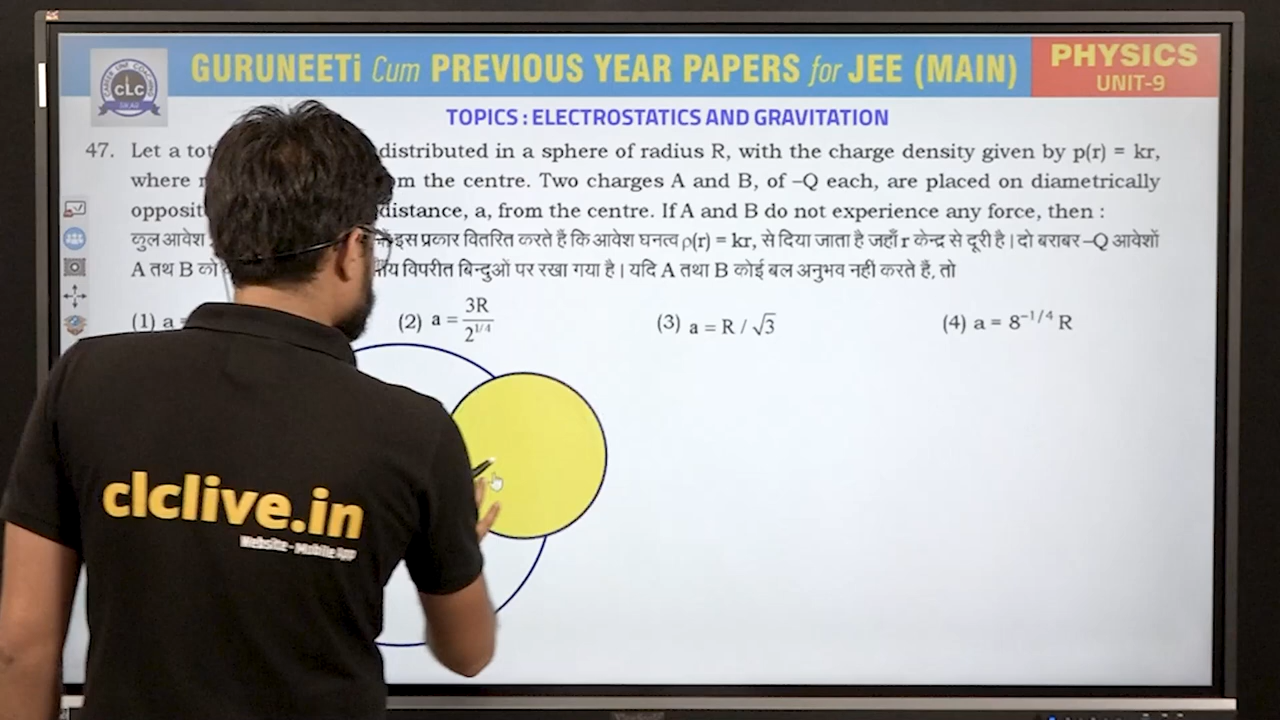 GURUNEETi Cum PREVIOUS YEAR PAPERS for JEE (MAIN)
PHYSICS
UNIT-9
CLC
SIKAR
TOPICS : ELECTROSTATICS AND GRAVITATION
47. Let a tot distributed in a sphere of radius R, with the charge density given by p(r) = kr,
where r m the centre. Two charges A and B, of –Q each, are placed on diametrically
opposit distance, a, from the centre. If A and B do not experience any force, then :
कुल आवेश इस प्रकार वितरित करते हैं कि आवेश घनत्व ρ(r) = kr, से दिया जाता है जहाँ r केन्द्र से दूरी है। दो बराबर –Q आवेशों
A तथ B को विपरीत बिन्दुओं पर रखा गया है। यदि A तथा B कोई बल अनुभव नहीं करते हैं, तो
(1) a = (2) a = 3R / 2^1/4 (3) a = R / √3 (4) a = 8^–1/4 R
clclive.in
Website - Mobile App